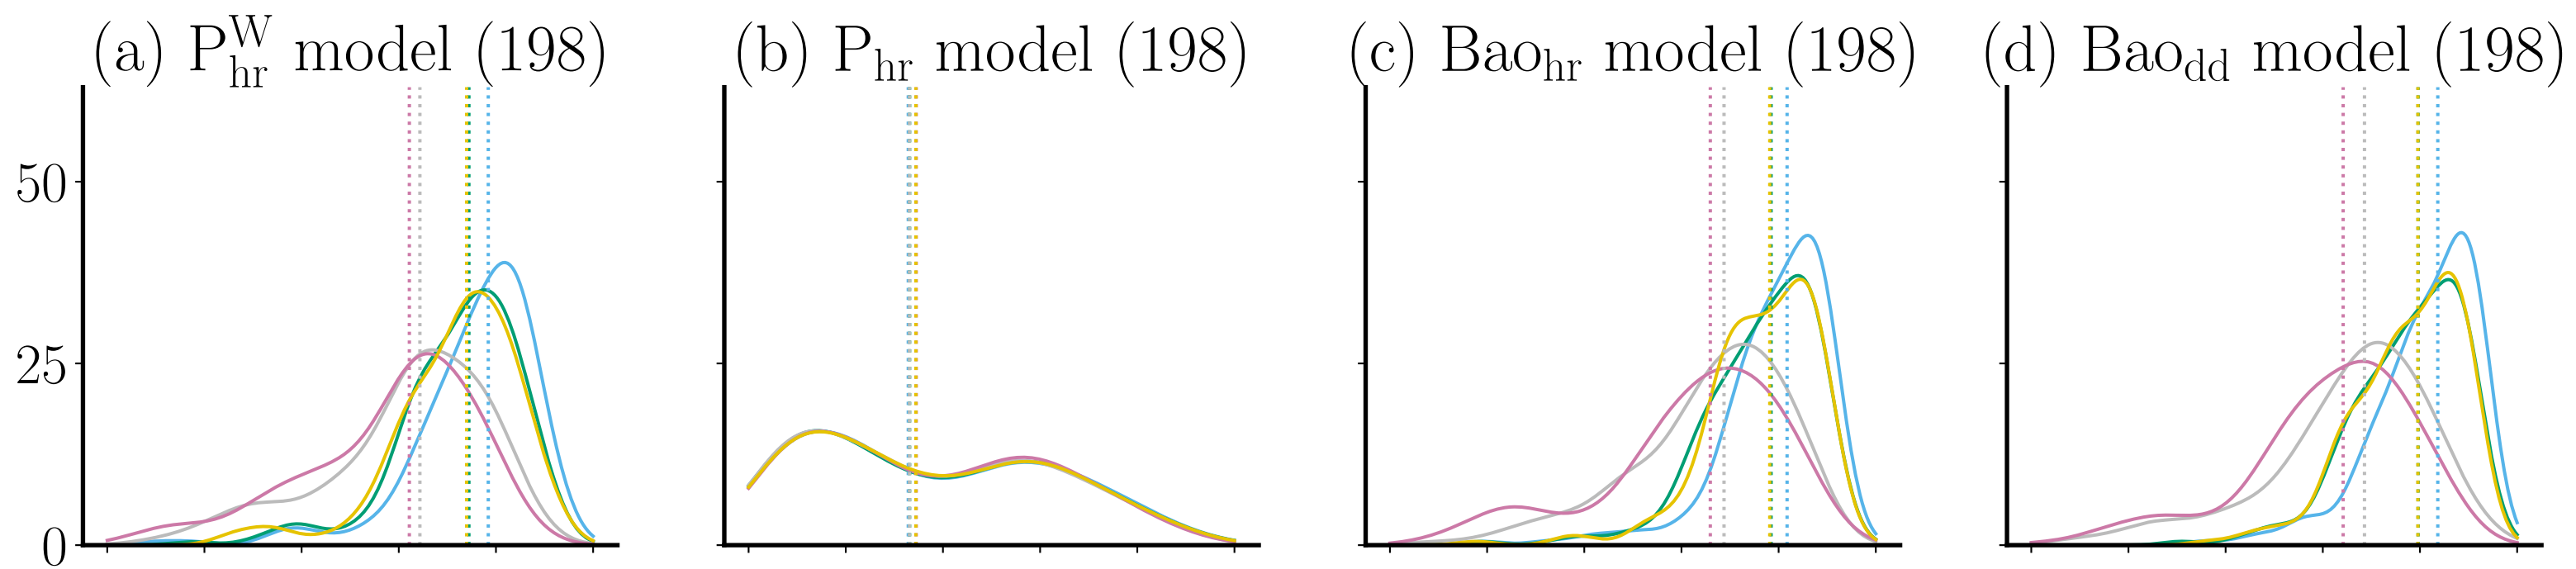 (a) P^W_hr model (198)
(b) P_hr model (198)
(c) Bao_hr model (198)
(d) Bao_dd model (198)
50
25
0